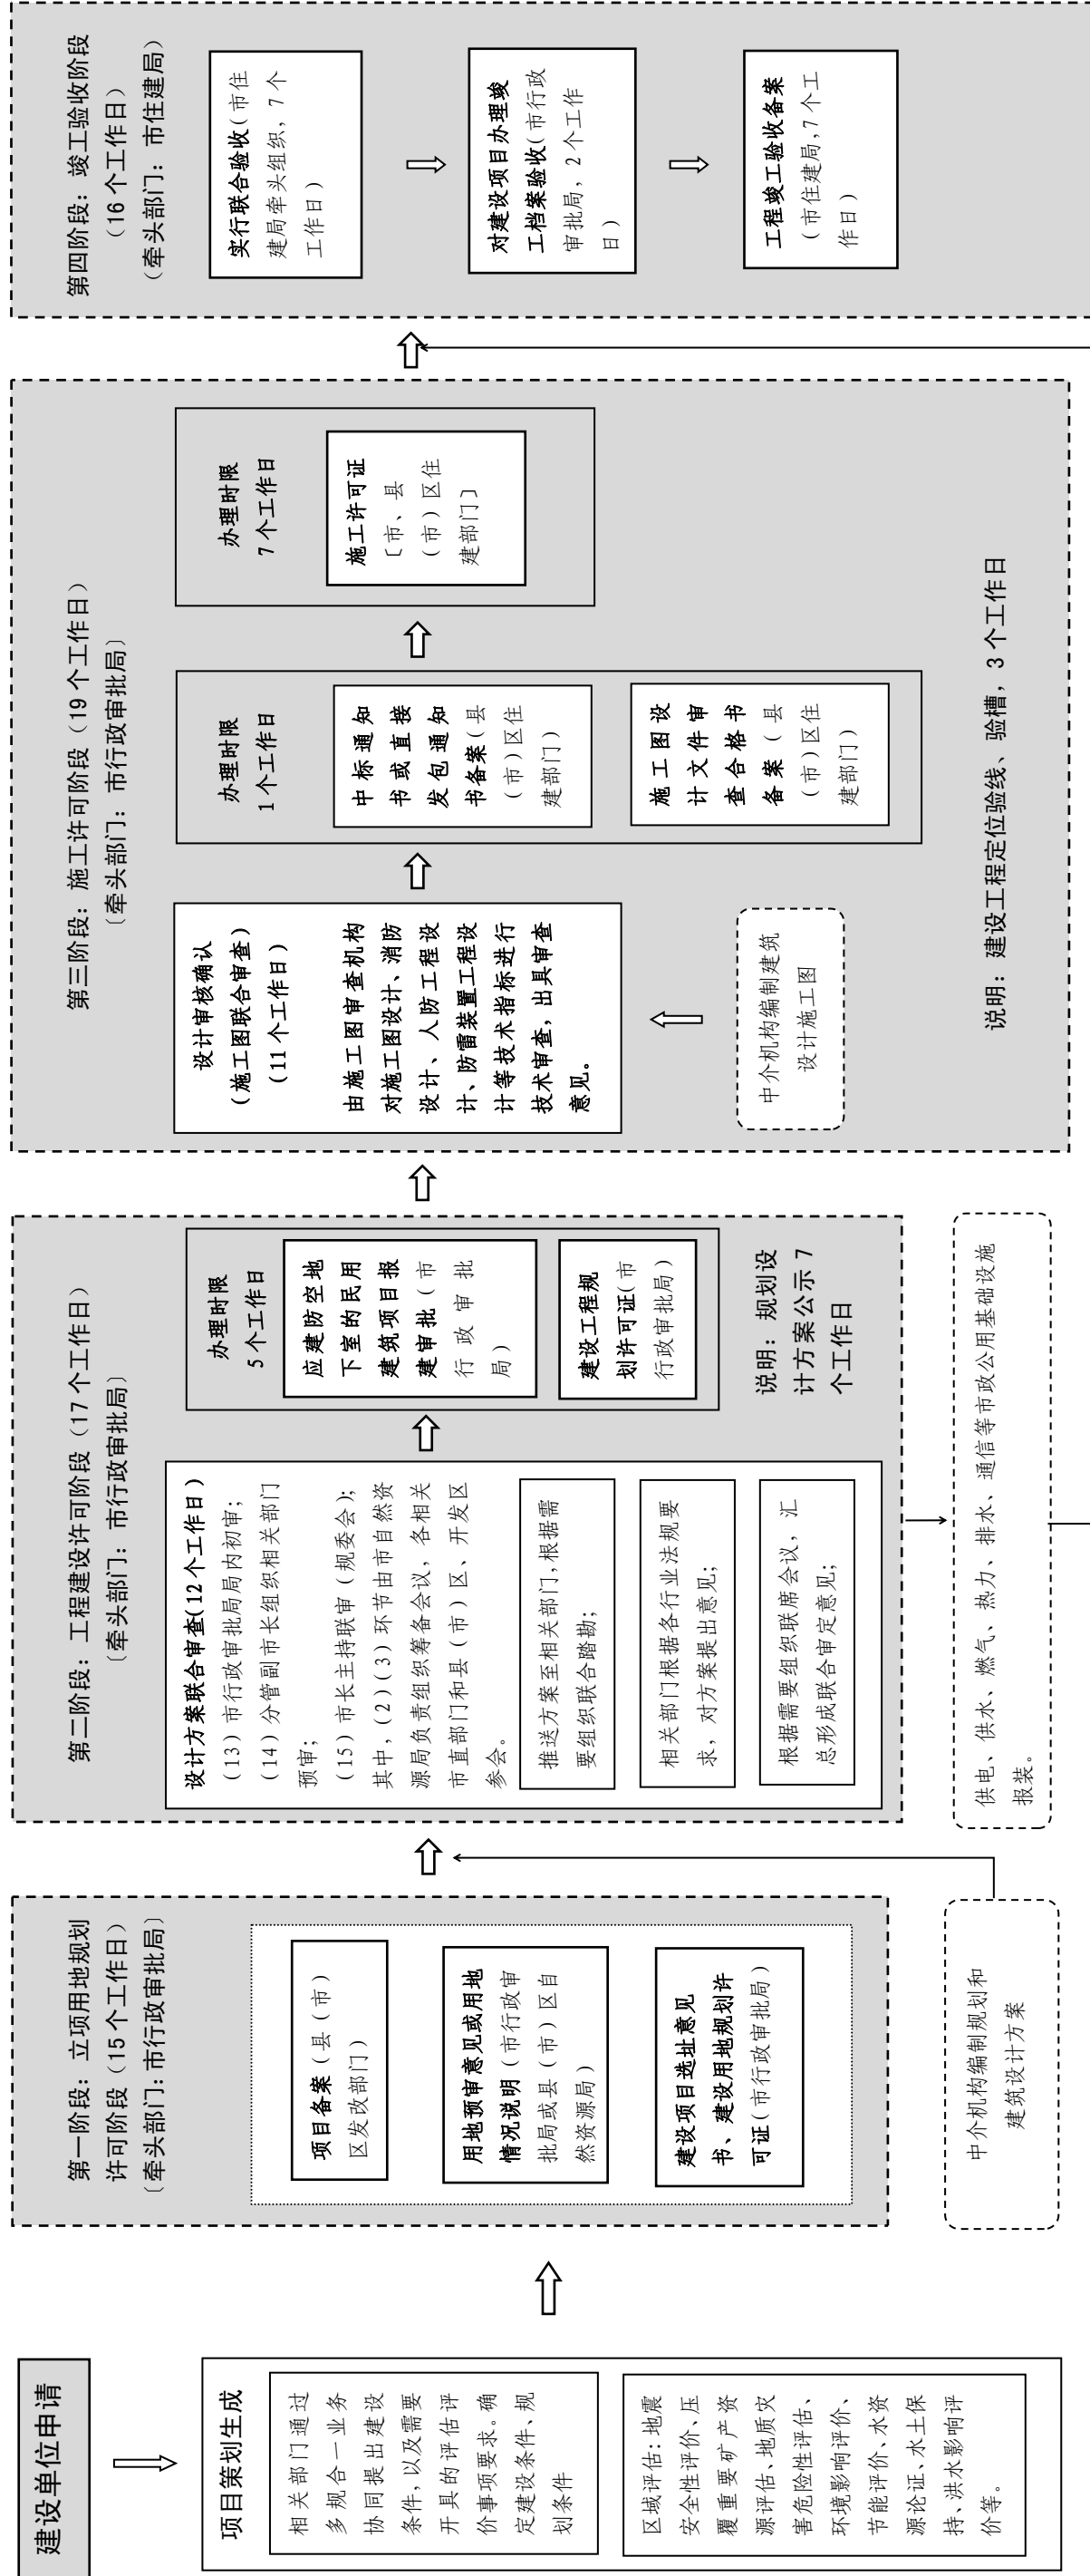 建设单位申请
项目策划生成
相关部门通过
多规合一业务
协同提出建设
条件,以及需要
开具的评估评
价事项要求。确
定建设条件、规
划条件
区域评估:地震
安全性评价、压
覆重要矿产资
源评估、地质灾
害危险性评估、
环境影响评价、
节能评价、水资
源论证、水土保
持、洪水影响评
价等。
第一阶段: 立项用地规划
许可阶段（15个工作日）
〔牵头部门:市行政审批局〕
项目备案（县（市）
区发改部门）
用地预审意见或用地
情况说明（市行政审
批局或县（市）区自
然资源局）
建设项目选址意见
书、建设用地规划许
可证(市行政审批局)
中介机构编制规划和
建筑设计方案
第二阶段: 工程建设许可阶段（17个工作日）
〔牵头部门: 市行政审批局〕
设计方案联合审查(12个工作日)
(13) 市行政审批局局内初审;
(14) 分管副市长组织相关部门
预审;
(15) 市长主持联审（规委会);
其中, (2) (3) 环节由市自然资
源局负责组织筹备会议, 各相关
市直部门和县（市）区、开发区
参会。
推送方案至相关部门,根据需
要组织联合踏勘;
相关部门根据各行业法规要
求, 对方案提出意见;
根据需要组织联席会议, 汇
总形成联合审定意见;
办理时限
5个工作日
应建防空地
下室的民用
建筑项目报
建审批（市
行政审批
局）
建设工程规
划许可证(市
行政审批局)
说明: 规划设
计方案公示7
个工作日
供电、供水、燃气、热力、排水、通信等市政公用基础设施
报装。
第三阶段: 施工许可阶段（19个工作日）
〔牵头部门: 市行政审批局〕
设计审核确认
(施工图联合审查)
(11个工作日)
由施工图审查机构
对施工图设计、消防
设计、人防工程设
计、防雷装置工程设
计等技术指标进行
技术审查, 出具审查
意见。
中介机构编制建筑
设计施工图
办理时限
1个工作日
中标通知
书或直接
发包通知
书备案(县
(市)区住
建部门)
施工图设
计文件审
查合格书
备案（县
(市)区住
建部门)
办理时限
7个工作日
施工许可证
〔市、县
(市) 区住
建部门〕
说明: 建设工程定位验线、验槽, 3个工作日
第四阶段: 竣工验收阶段
（16个工作日）
（牵头部门: 市住建局）
实行联合验收(市住
建局牵头组织, 7个
工作日)
对建设项目办理竣
工档案验收(市行政
审批局, 2个工作
日)
工程竣工验收备案
(市住建局,7个工
作日)